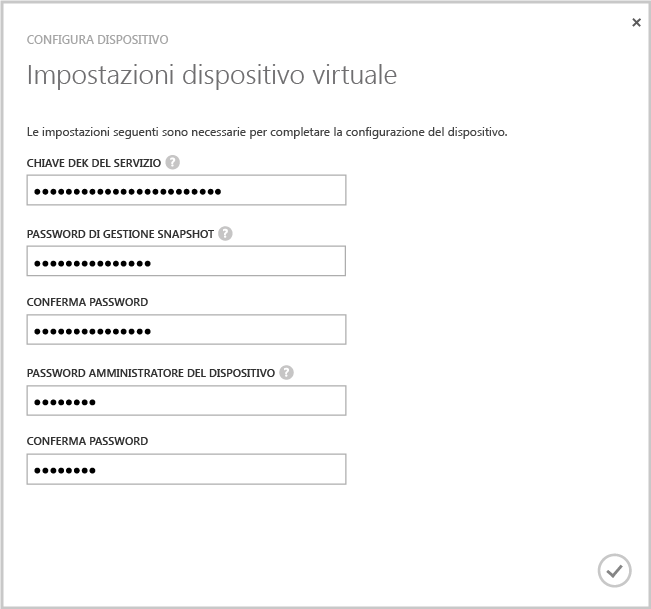 CONFIGURA DISPOSITIVO
Impostazioni dispositivo virtuale
Le impostazioni seguenti sono necessarie per completare la configurazione del dispositivo.
CHIAVE DEK DEL SERVIZIO ?
●●●●●●●●●●●●●●●●●●●●●●●●
PASSWORD DI GESTIONE SNAPSHOT ?
●●●●●●●●●●●●●●●
CONFERMA PASSWORD
●●●●●●●●●●●●●●●
PASSWORD AMMINISTRATORE DEL DISPOSITIVO ?
●●●●●●●●
CONFERMA PASSWORD
●●●●●●●●